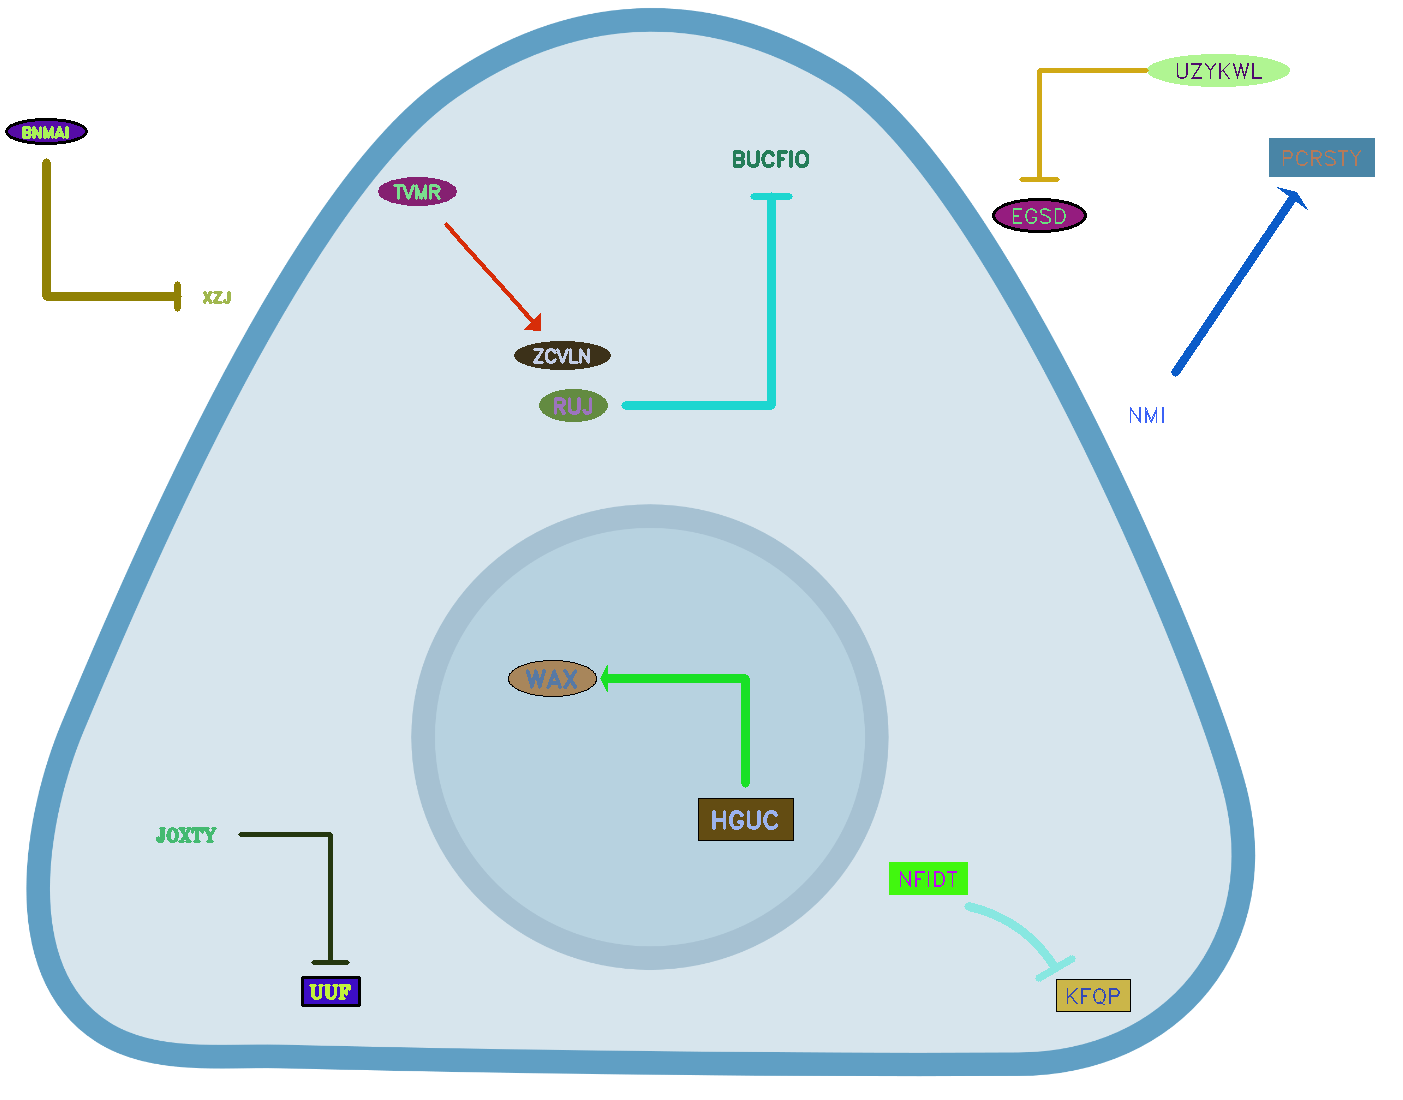 UZYKWL
BNMAI
BUCFIO
PCRSTY
TVMR
EGSD
XZJ
ZCVLN
RUJ
NMI
WAX
HGUC
JOXTY
NFIDT
UUF
KFQP